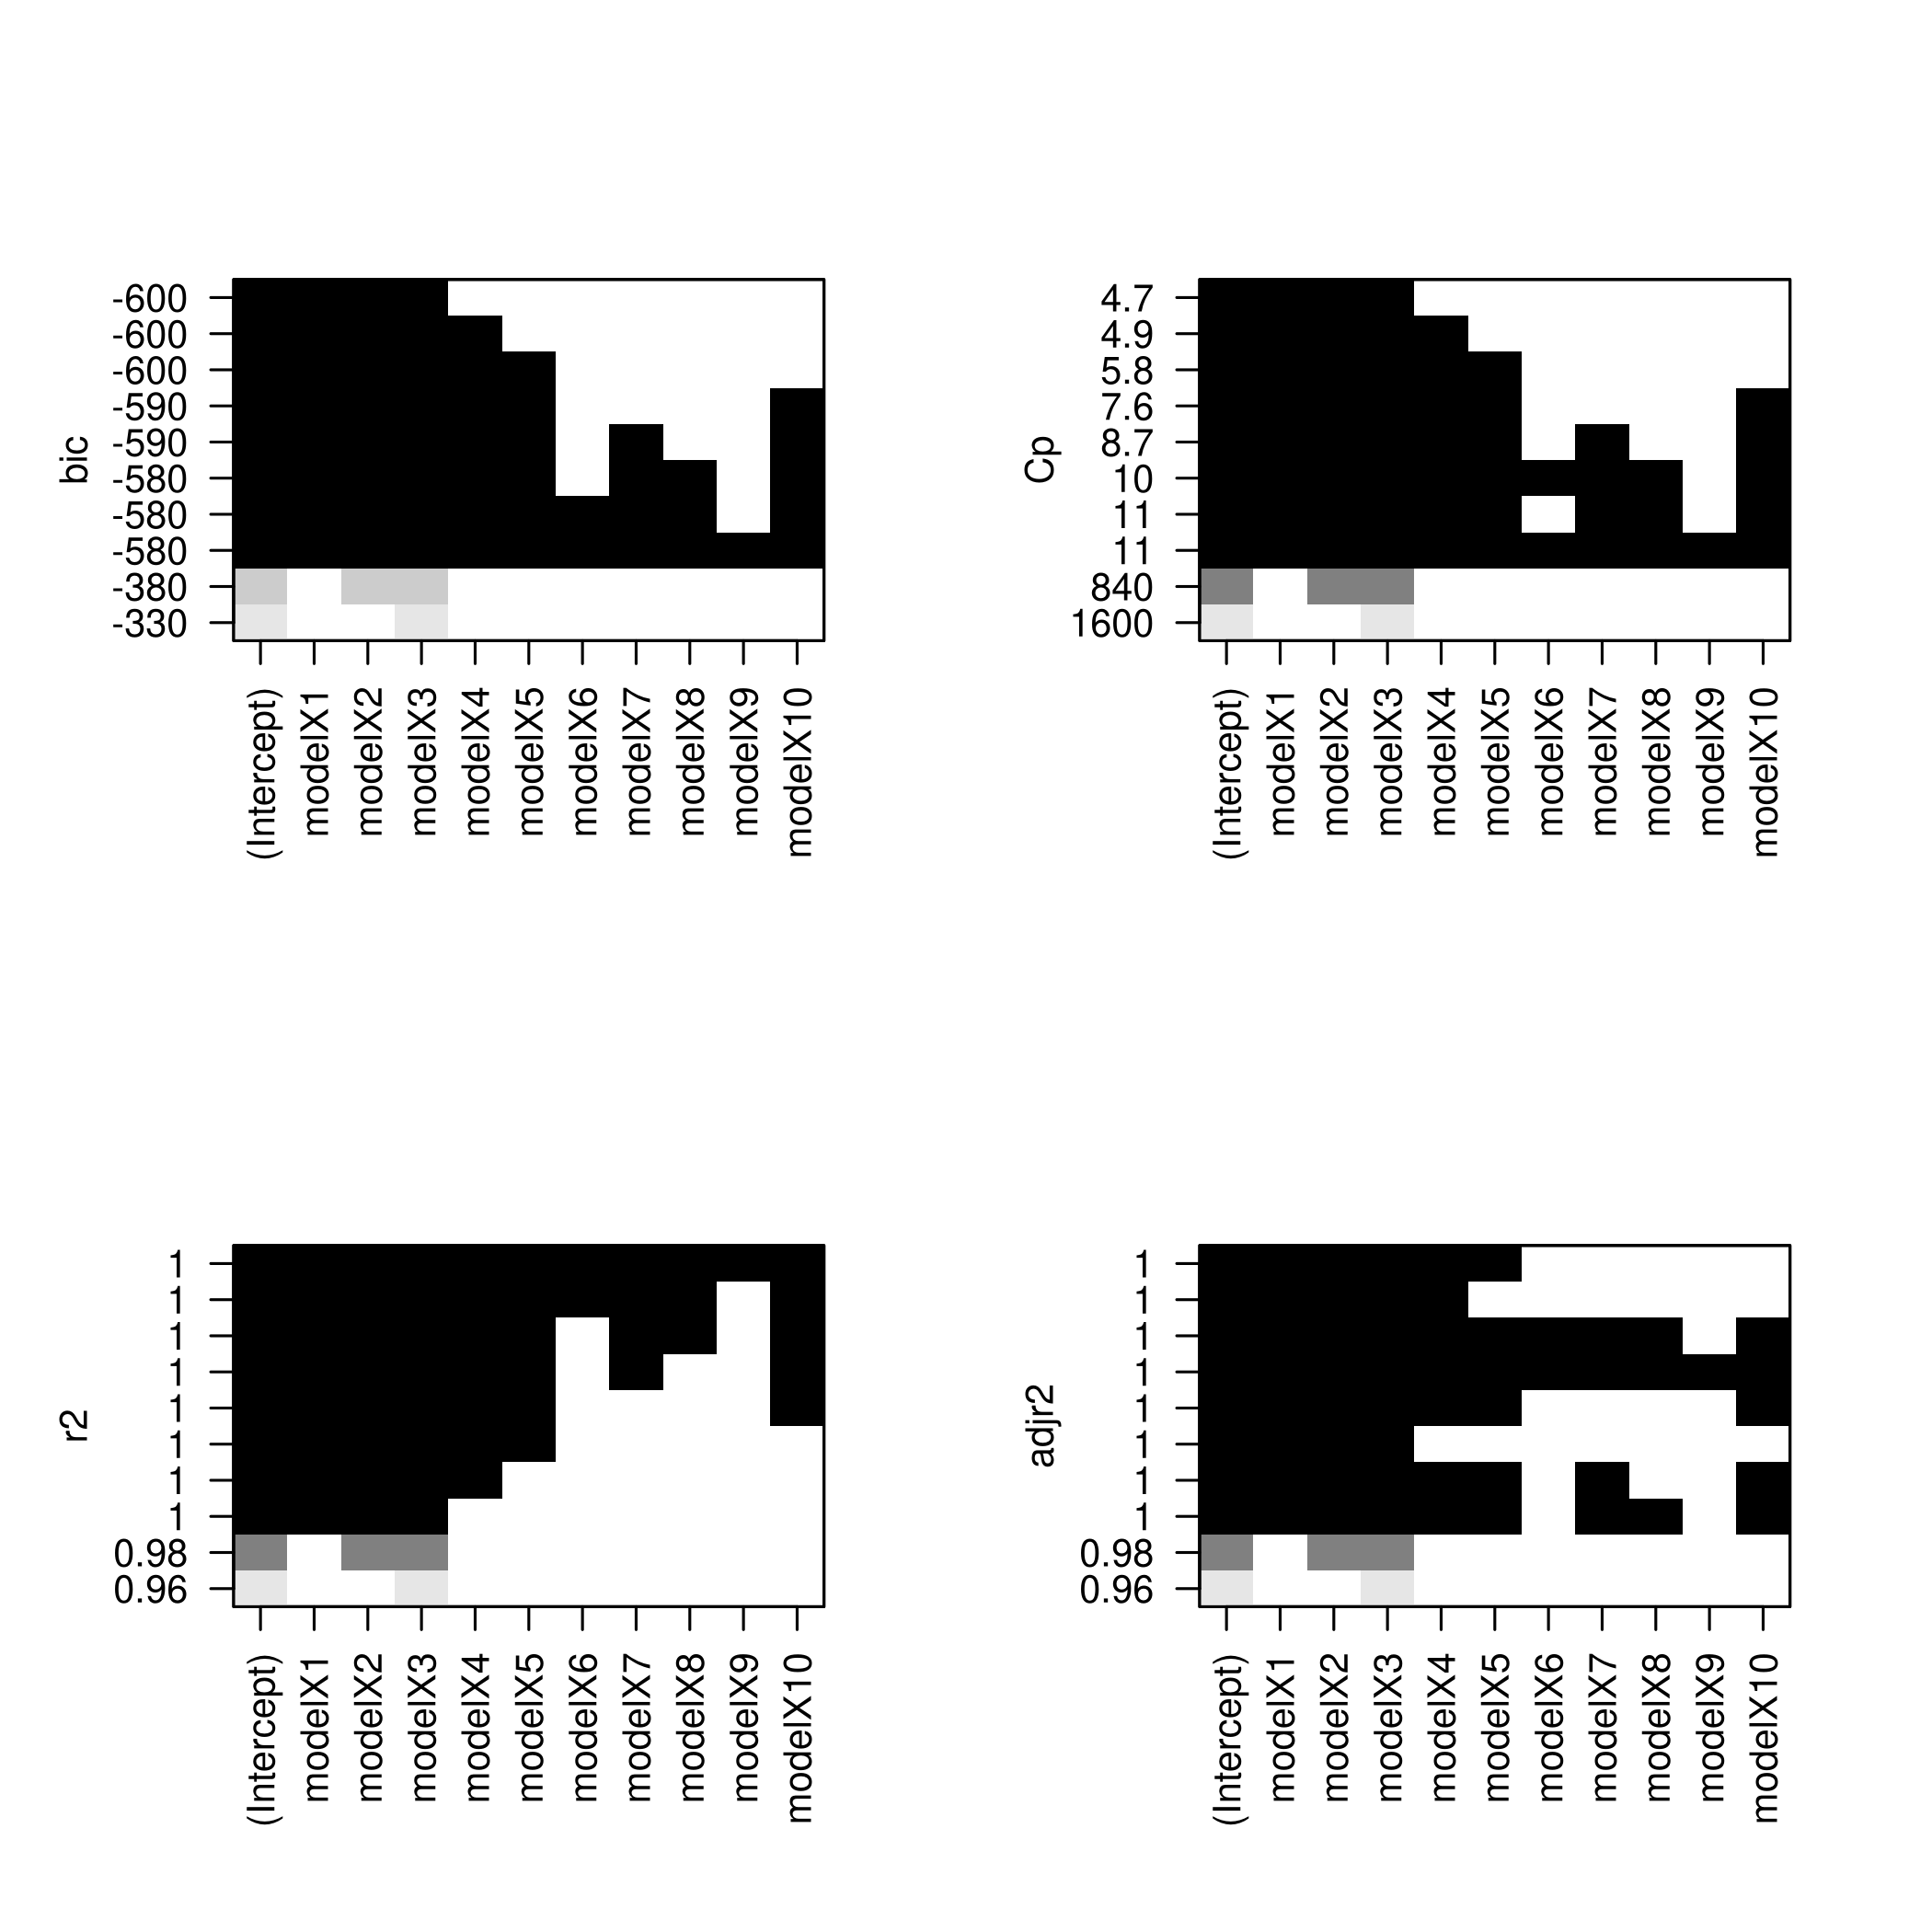 bic
-600
-600
-600
-590
-590
-580
-580
-580
-380
-330
(Intercept)
modelX1
modelX2
modelX3
modelX4
modelX5
modelX6
modelX7
modelX8
modelX9
modelX10
Cp
4.7
4.9
5.8
7.6
8.7
10
11
11
840
1600
(Intercept)
modelX1
modelX2
modelX3
modelX4
modelX5
modelX6
modelX7
modelX8
modelX9
modelX10
r2
1
1
1
1
1
1
1
1
0.98
0.96
(Intercept)
modelX1
modelX2
modelX3
modelX4
modelX5
modelX6
modelX7
modelX8
modelX9
modelX10
adjr2
1
1
1
1
1
1
1
1
0.98
0.96
(Intercept)
modelX1
modelX2
modelX3
modelX4
modelX5
modelX6
modelX7
modelX8
modelX9
modelX10